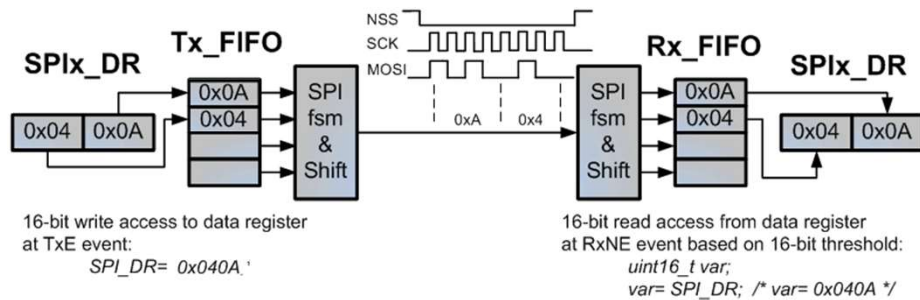 NSS
SCK
MOSI
Tx_FIFO
Rx_FIFO
SPIx_DR
SPIx_DR
0x04 0x0A
0x0A
0x04
SPI
fsm
&
Shift
0xA 0x4
SPI
fsm
&
Shift
0x0A
0x04
0x04 0x0A
16-bit write access to data register
at TxE event:
SPI_DR= 0x040A
16-bit read access from data register
at RxNE event based on 16-bit threshold:
uint16_t var;
var= SPI_DR; /* var= 0x040A */